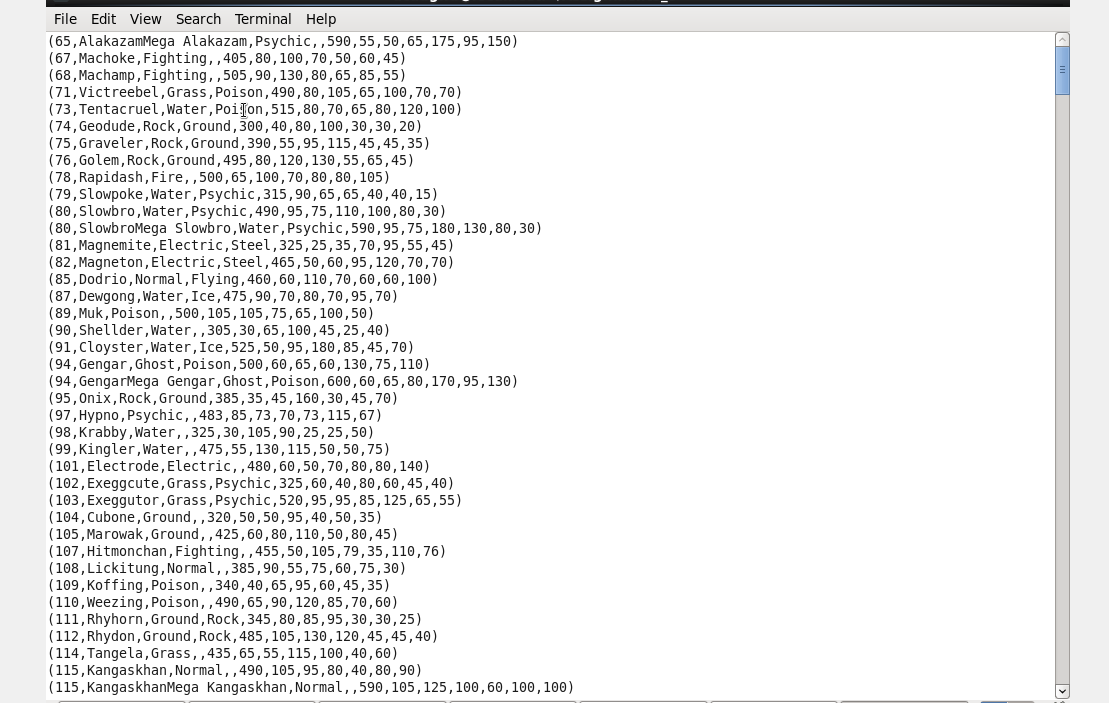 File Edit View Search Terminal Help
(65,AlakazamMega Alakazam,Psychic,,590,55,50,65,175,95,150)
(67,Machoke,Fighting,,405,80,100,70,50,60,45)
(68,Machamp,Fighting,,505,90,130,80,65,85,55)
(71,Victreebel,Grass,Poison,490,80,105,65,100,70,70)
(73,Tentacruel,Water,Poison,515,80,70,65,80,120,100)
(74,Geodude,Rock,Ground,300,40,80,100,30,30,20)
(75,Graveler,Rock,Ground,390,55,95,115,45,45,35)
(76,Golem,Rock,Ground,495,80,120,130,55,65,45)
(78,Rapidash,Fire,,500,65,100,70,80,80,105)
(79,Slowpoke,Water,Psychic,315,90,65,65,40,40,15)
(80,Slowbro,Water,Psychic,490,95,75,110,100,80,30)
(80,SlowbroMega Slowbro,Water,Psychic,590,95,75,180,130,80,30)
(81,Magnemite,Electric,Steel,325,25,35,70,95,55,45)
(82,Magneton,Electric,Steel,465,50,60,95,120,70,70)
(85,Dodrio,Normal,Flying,460,60,110,70,60,60,100)
(87,Dewgong,Water,Ice,475,90,70,80,70,95,70)
(89,Muk,Poison,,500,105,105,75,65,100,50)
(90,Shellder,Water,,305,30,65,100,45,25,40)
(91,Cloyster,Water,Ice,525,50,95,180,85,45,70)
(94,Gengar,Ghost,Poison,500,60,65,60,130,75,110)
(94,GengarMega Gengar,Ghost,Poison,600,60,65,80,170,95,130)
(95,Onix,Rock,Ground,385,35,45,160,30,45,70)
(97,Hypno,Psychic,,483,85,73,70,73,115,67)
(98,Krabby,Water,,325,30,105,90,25,25,50)
(99,Kingler,Water,,475,55,130,115,50,50,75)
(101,Electrode,Electric,,480,60,50,70,80,80,140)
(102,Exeggcute,Grass,Psychic,325,60,40,80,60,45,40)
(103,Exeggutor,Grass,Psychic,520,95,95,85,125,65,55)
(104,Cubone,Ground,,320,50,50,95,40,50,35)
(105,Marowak,Ground,,425,60,80,110,50,80,45)
(107,Hitmonchan,Fighting,,455,50,105,79,35,110,76)
(108,Lickitung,Normal,,385,90,55,75,60,75,30)
(109,Koffing,Poison,,340,40,65,95,60,45,35)
(110,Weezing,Poison,,490,65,90,120,85,70,60)
(111,Rhyhorn,Ground,Rock,345,80,85,95,30,30,25)
(112,Rhydon,Ground,Rock,485,105,130,120,45,45,40)
(114,Tangela,Grass,,435,65,55,115,100,40,60)
(115,Kangaskhan,Normal,,490,105,95,80,40,80,90)
(115,KangaskhanMega Kangaskhan,Normal,,590,105,125,100,60,100,100)